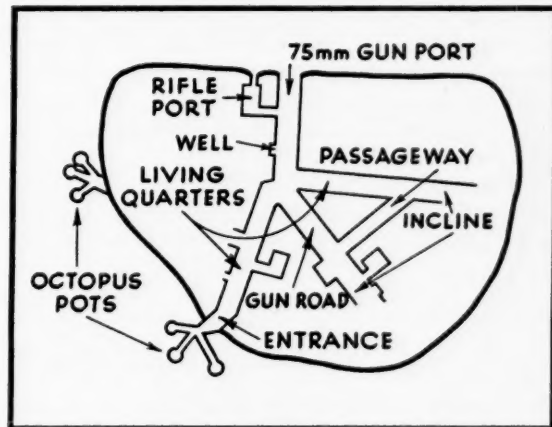 75mm GUN PORT
RIFLE
PORT
WELL
PASSAGEWAY
LIVING
QUARTERS
INCLINE
OCTOPUS
POTS
GUN ROAD
ENTRANCE